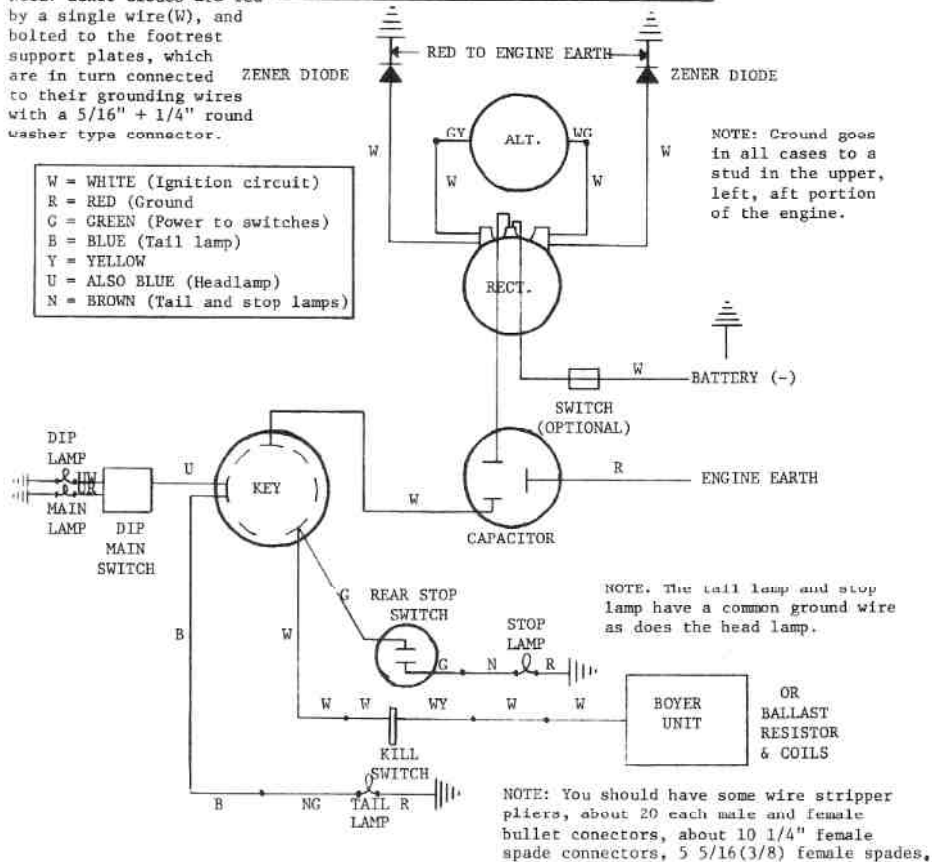 by a single wire(W), and
bolted to the footrest
support plates, which
are in turn connected
to their grounding wires
with a 5/16" + 1/4" round
washer type connector.
RED TO ENGINE EARTH
ZENER DIODE
ZENER DIODE
GY
ALT.
WG
W
W
W
W
NOTE: Ground goes
in all cases to a
stud in the upper,
left, aft portion
of the engine.
W = WHITE (Ignition circuit)
R = RED (Ground
G = GREEN (Power to switches)
B = BLUE (Tail lamp)
Y = YELLOW
U = ALSO BLUE (Headlamp)
N = BROWN (Tail and stop lamps)
RECT.
W
BATTERY (-)
SWITCH
(OPTIONAL)
DIP
LAMP
UW
UR
MAIN
LAMP
DIP
MAIN
SWITCH
U
KEY
W
R
ENGINE EARTH
CAPACITOR
NOTE. The tail lamp and stop
lamp have a common ground wire
as does the head lamp.
G
REAR STOP
SWITCH
STOP
LAMP
B
W
G
N
R
W
W
WY
W
W
BOYER
UNIT
OR
BALLAST
RESISTOR
& COILS
KILL
SWITCH
B
NG
TAIL
LAMP
R
NOTE: You should have some wire stripper
pliers, about 20 each male and female
bullet conectors, about 10 1/4" female
spade connectors, 5 5/16(3/8) female spades,